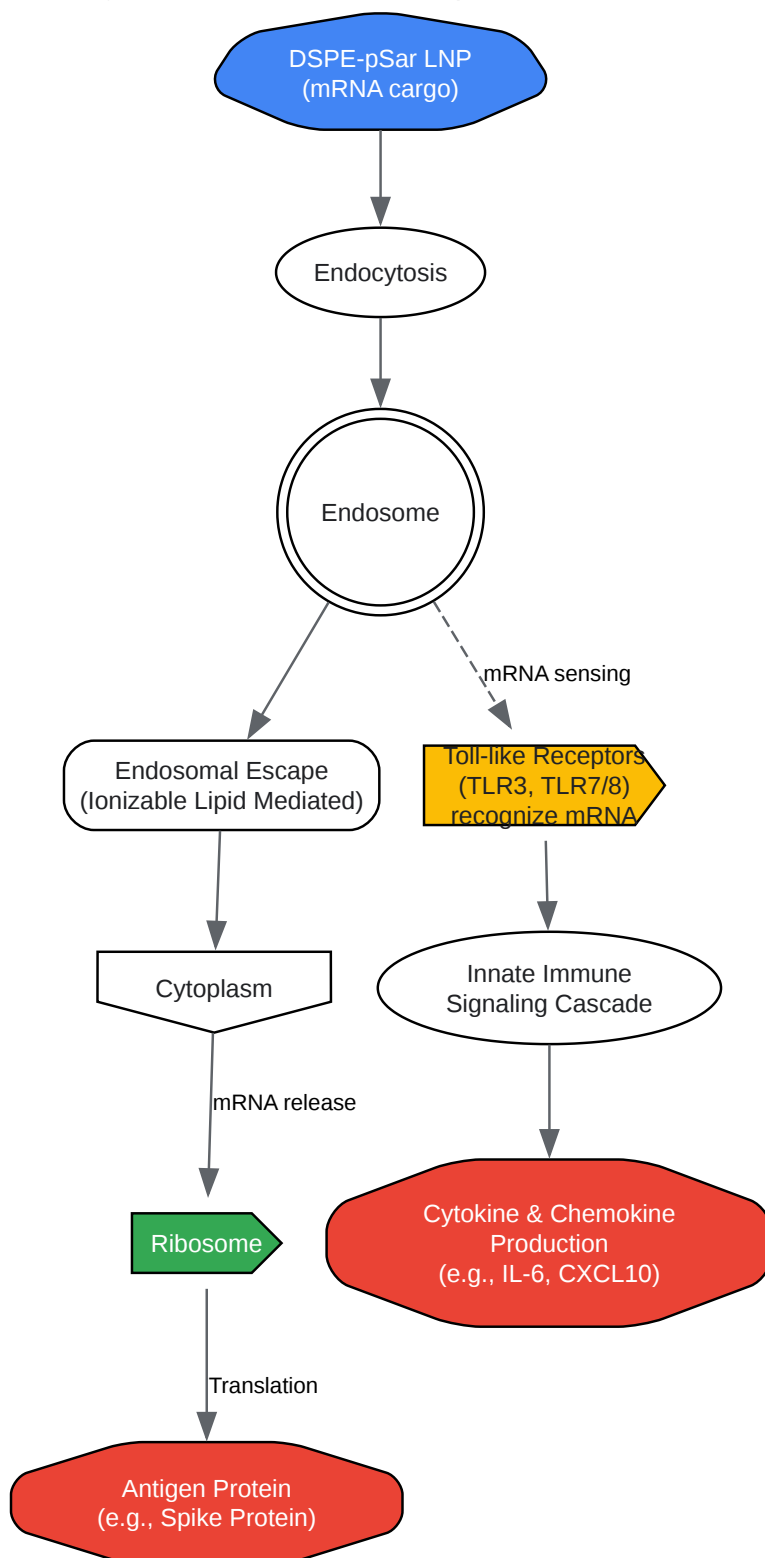 DSPE-pSar LNP
(mRNA cargo)
Endocytosis
Endosome
mRNA sensing
Endosomal Escape
(Ionizable Lipid Mediated)
Toll-like Receptors
(TLR3, TLR7/8)
recognize mRNA
Cytoplasm
Innate Immune
Signaling Cascade
mRNA release
Ribosome
Cytokine & Chemokine
Production
(e.g., IL-6, CXCL10)
Translation
Antigen Protein
(e.g., Spike Protein)